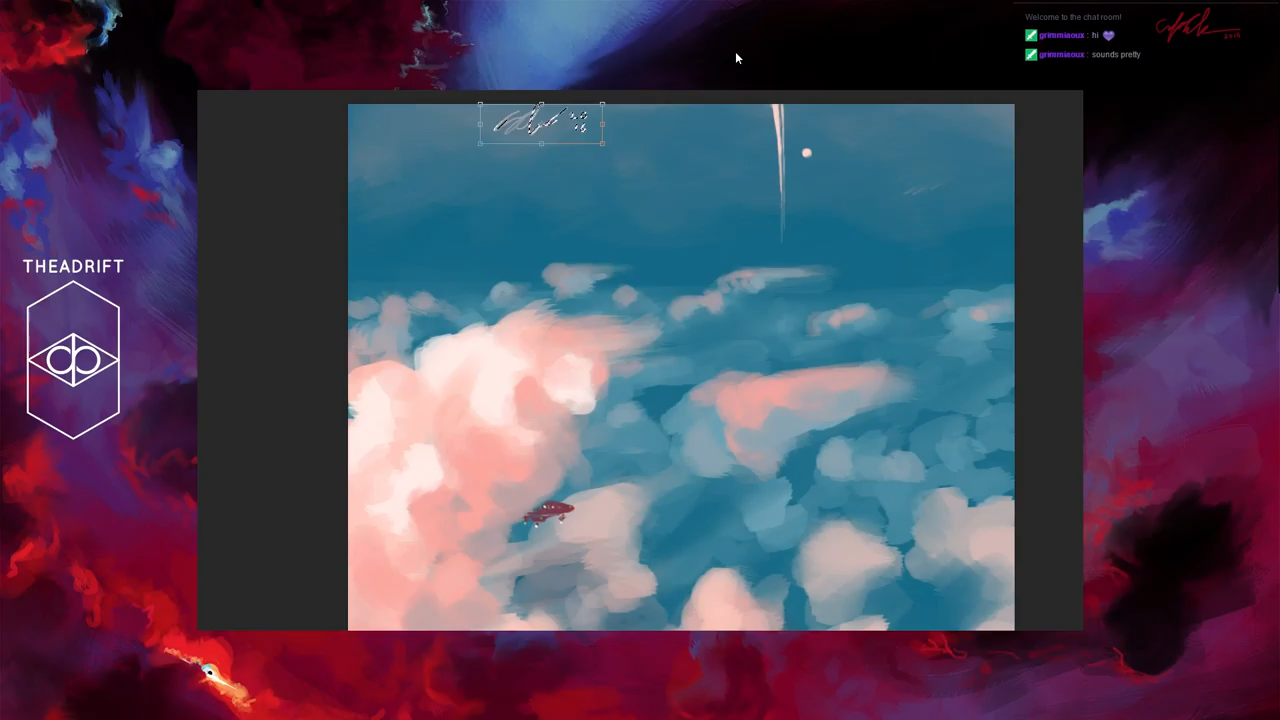 Welcome to the chat room!
grimmiaoux : hi
grimmiaoux : sounds pretty
THEADRIFT